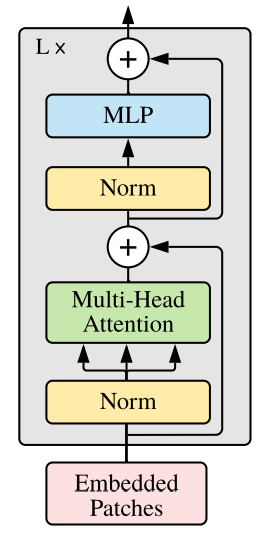 L ×
+
MLP
Norm
+
Multi-Head
Attention
Norm
Embedded
Patches